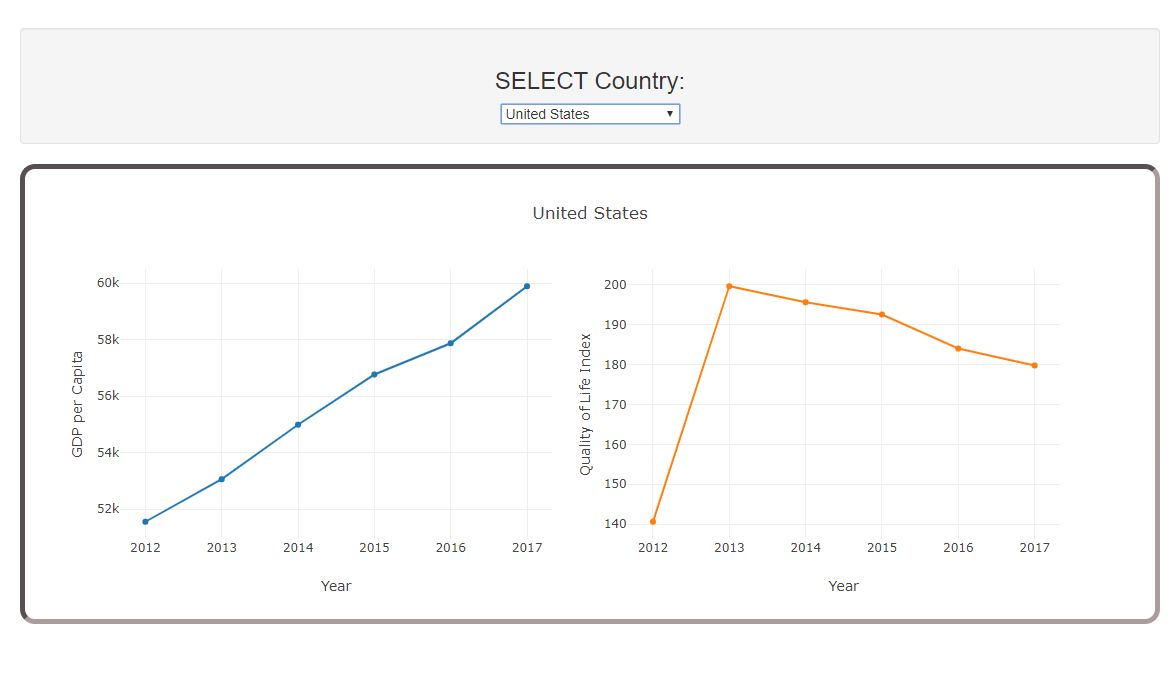 SELECT Country:
United States
United States
GDP per Capita
60k
58k
56k
54k
52k
2012 2013 2014 2015 2016 2017
Year
Quality of Life Index
200
190
180
170
160
150
140
2012 2013 2014 2015 2016 2017
Year